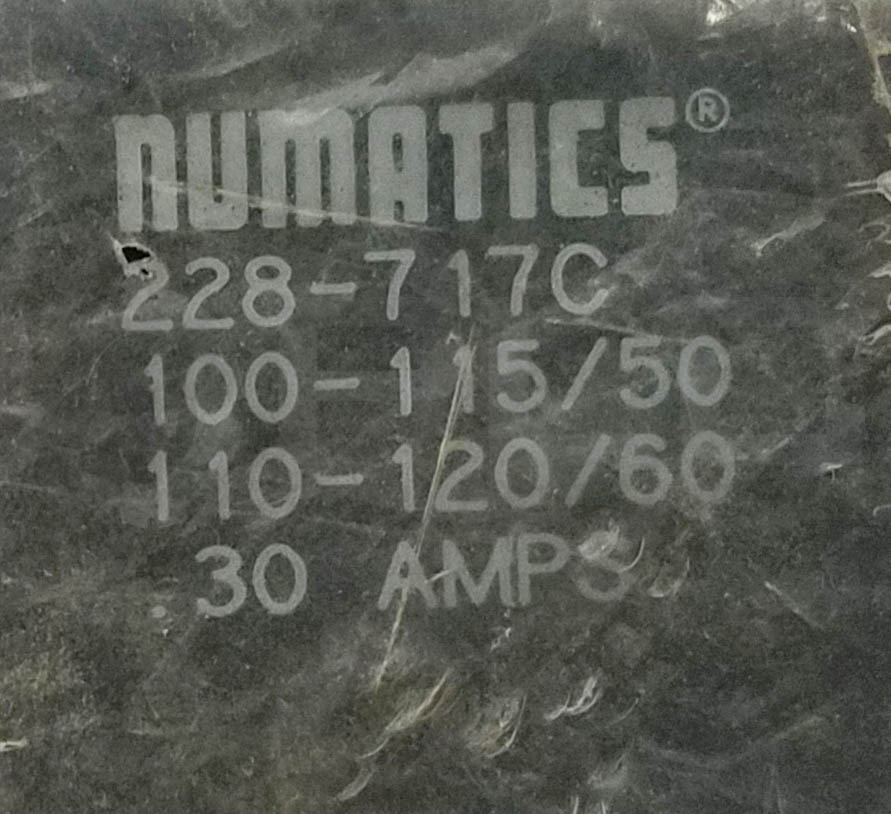 NUMATICS®
228-717C
100-115/50
110-120/60
.30 AMPS